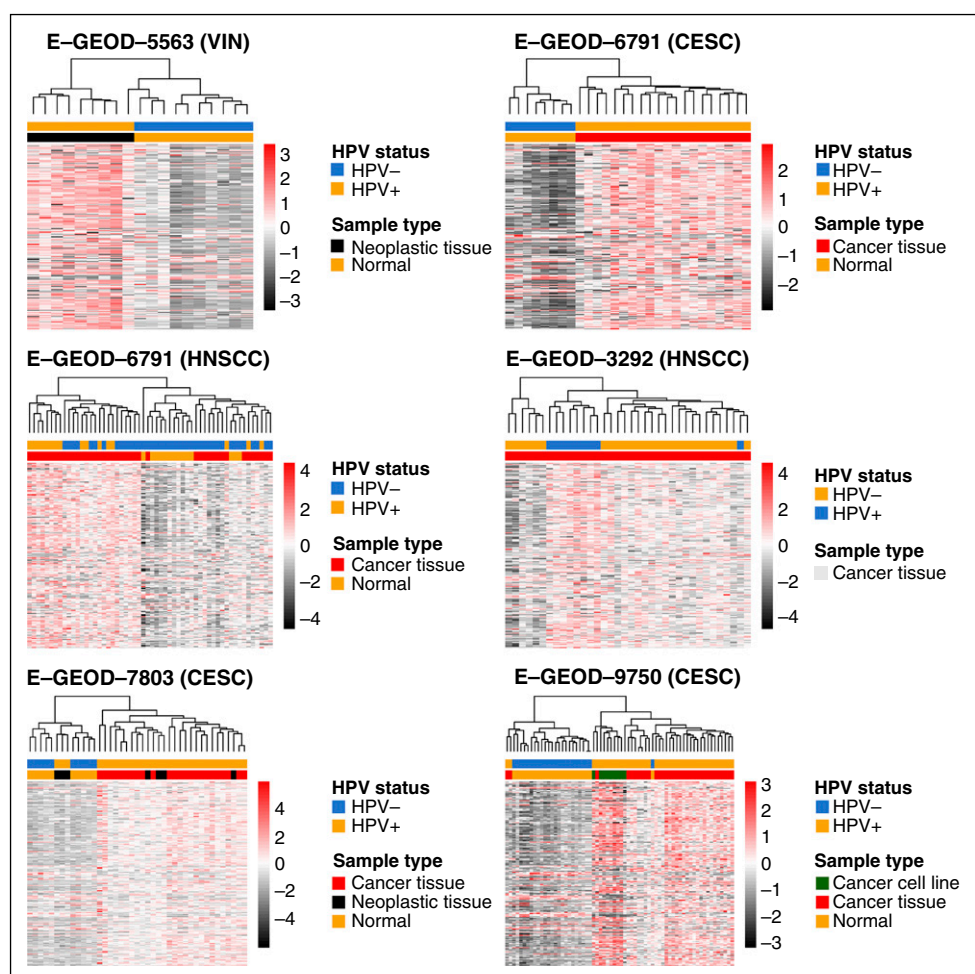 E–GEOD–5563 (VIN)
3
2
1
0
−1
−2
−3
HPV status
HPV−
HPV+
Sample type
Neoplastic tissue
Normal
E–GEOD–6791 (CESC)
2
1
0
−1
−2
HPV status
HPV−
HPV+
Sample type
Cancer tissue
Normal
E–GEOD–6791 (HNSCC)
4
2
0
−2
−4
HPV status
HPV−
HPV+
Sample type
Cancer tissue
Normal
E–GEOD–3292 (HNSCC)
4
2
0
−2
−4
HPV status
HPV−
HPV+
Sample type
Cancer tissue
E–GEOD–7803 (CESC)
4
2
0
−2
−4
HPV status
HPV−
HPV+
Sample type
Cancer tissue
Neoplastic tissue
Normal
E–GEOD–9750 (CESC)
3
2
1
0
−1
−2
−3
HPV status
HPV−
HPV+
Sample type
Cancer cell line
Cancer tissue
Normal